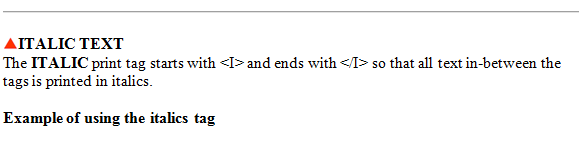 ITALIC TEXT
The ITALIC print tag starts with <I> and ends with </I> so that all text in-between the
tags is printed in italics.
Example of using the italics tag